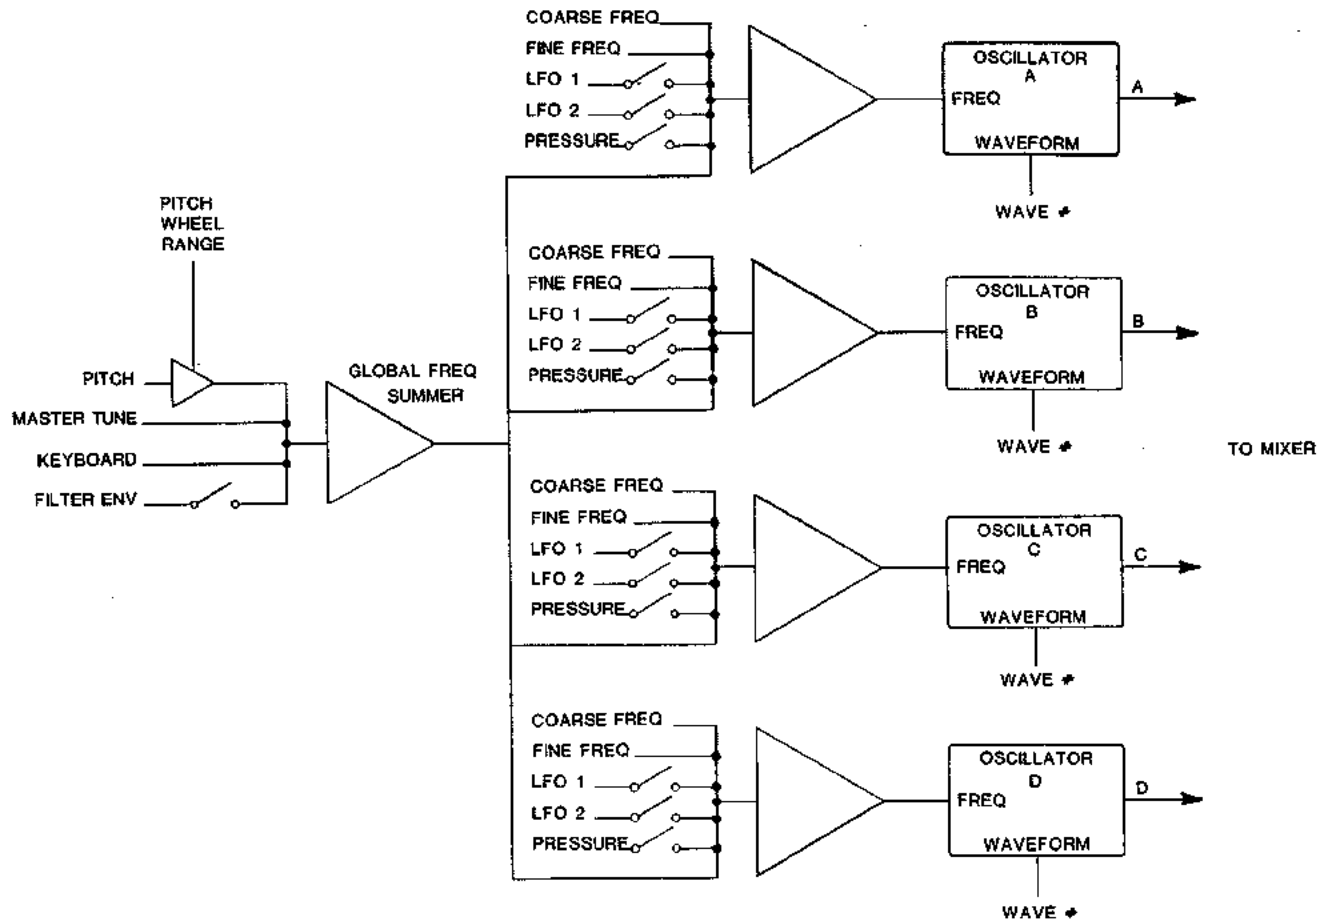 COARSE FREQ
FINE FREQ
LFO 1
LFO 2
PRESSURE
OSCILLATOR
A
FREQ
WAVEFORM
A
WAVE #
PITCH
WHEEL
RANGE
COARSE FREQ
FINE FREQ
LFO 1
LFO 2
PRESSURE
OSCILLATOR
B
FREQ
WAVEFORM
B
WAVE #
PITCH
MASTER TUNE
KEYBOARD
FILTER ENV
GLOBAL FREQ
SUMMER
TO MIXER
COARSE FREQ
FINE FREQ
LFO 1
LFO 2
PRESSURE
OSCILLATOR
C
FREQ
WAVEFORM
C
WAVE #
COARSE FREQ
FINE FREQ
LFO 1
LFO 2
PRESSURE
OSCILLATOR
D
FREQ
WAVEFORM
D
WAVE #